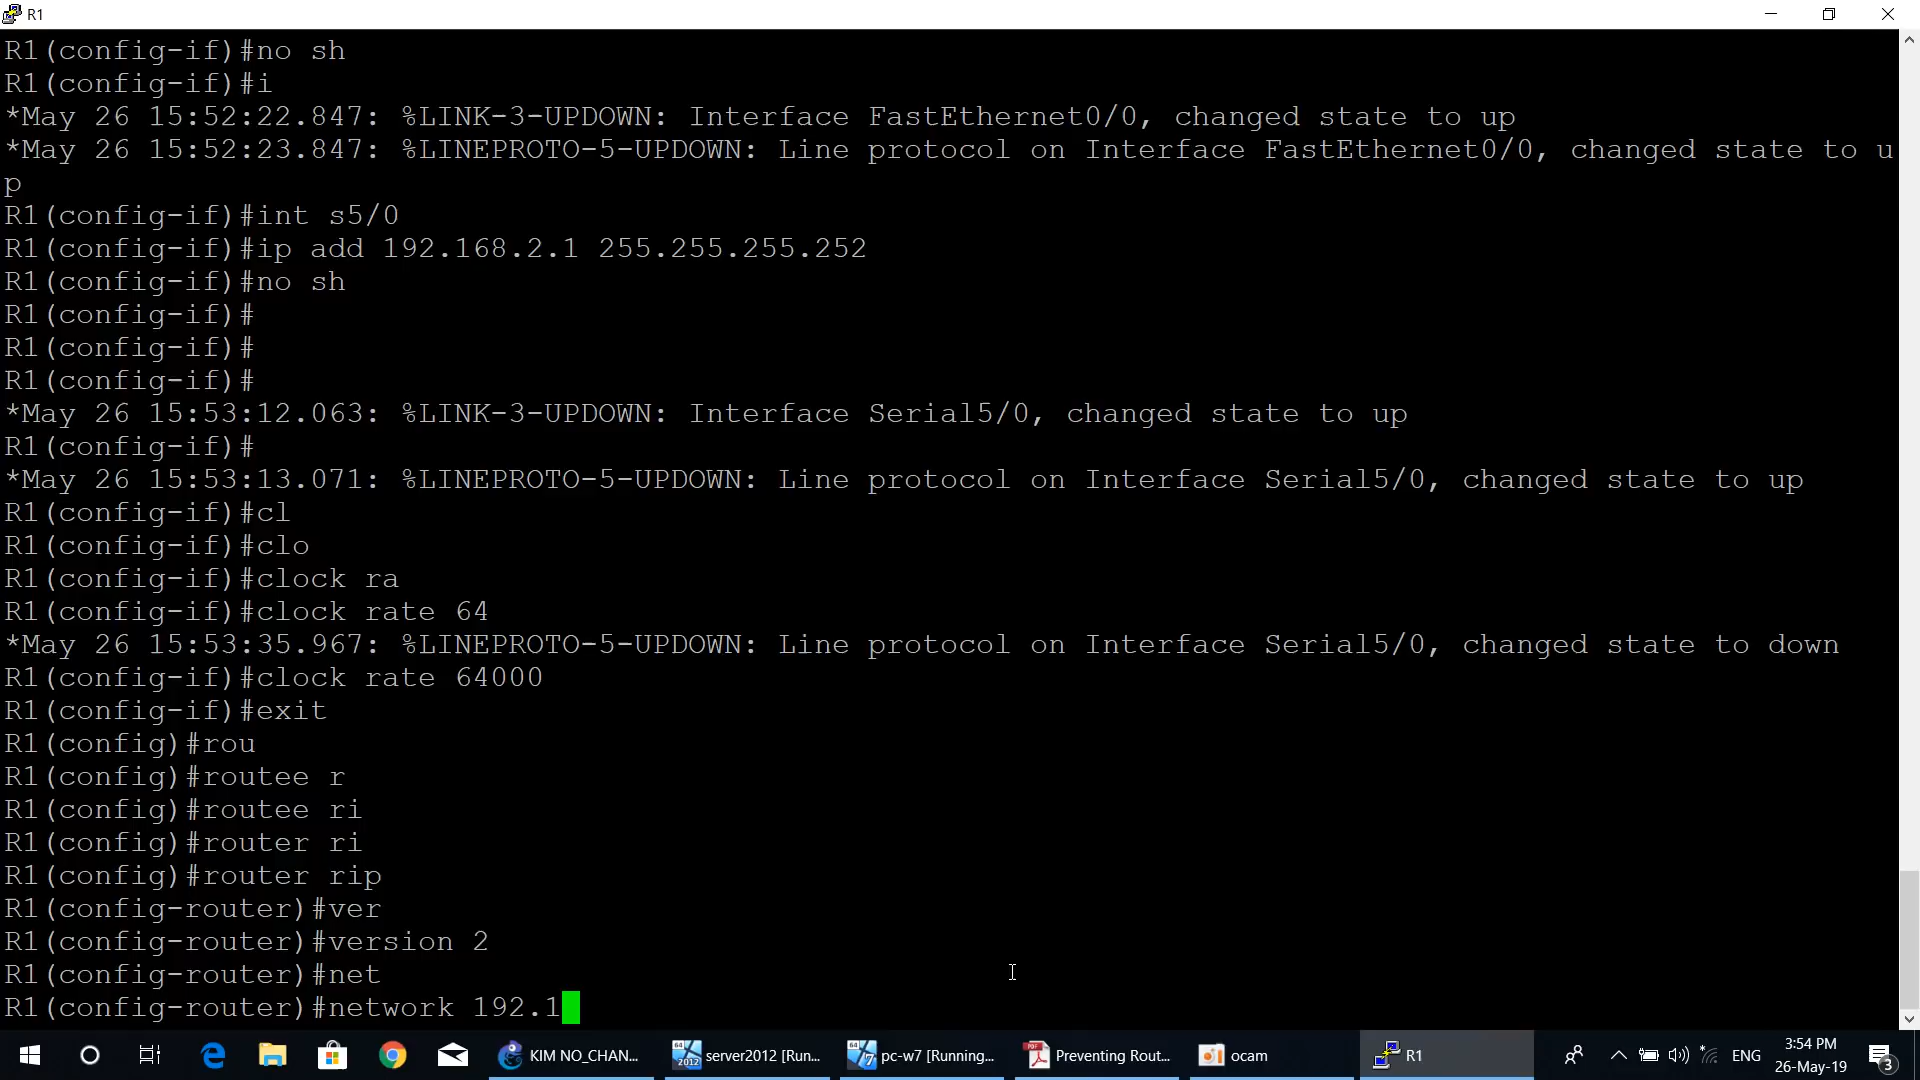 R1
R1(config-if)#no sh
R1(config-if)#i
*May 26 15:52:22.847: %LINK-3-UPDOWN: Interface FastEthernet0/0, changed state to up
*May 26 15:52:23.847: %LINEPROTO-5-UPDOWN: Line protocol on Interface FastEthernet0/0, changed state to u
p
R1(config-if)#int s5/0
R1(config-if)#ip add 192.168.2.1 255.255.255.252
R1(config-if)#no sh
R1(config-if)#
R1(config-if)#
R1(config-if)#
*May 26 15:53:12.063: %LINK-3-UPDOWN: Interface Serial5/0, changed state to up
R1(config-if)#
*May 26 15:53:13.071: %LINEPROTO-5-UPDOWN: Line protocol on Interface Serial5/0, changed state to up
R1(config-if)#cl
R1(config-if)#clo
R1(config-if)#clock ra
R1(config-if)#clock rate 64
*May 26 15:53:35.967: %LINEPROTO-5-UPDOWN: Line protocol on Interface Serial5/0, changed state to down
R1(config-if)#clock rate 64000
R1(config-if)#exit
R1(config)#rou
R1(config)#routee r
R1(config)#routee ri
R1(config)#router ri
R1(config)#router rip
R1(config-router)#ver
R1(config-router)#version 2
R1(config-router)#net
R1(config-router)#network 192.1
KIM NO_CHAN... server2012 [Run... pc-w7 [Running... Preventing Rout... ocam R1 ENG 3:54 PM
26-May-19 3